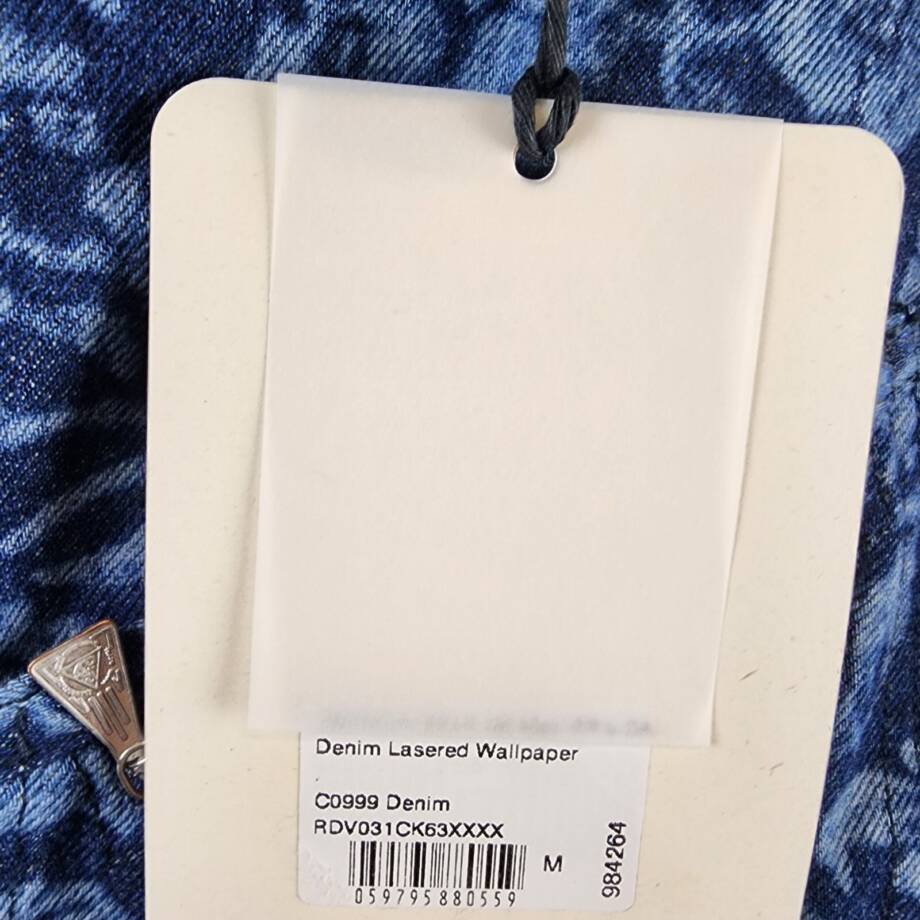 Denim Lasered Wallpaper
C0999 Denim
RDV031CK63XXXX
M
059795880559
984264